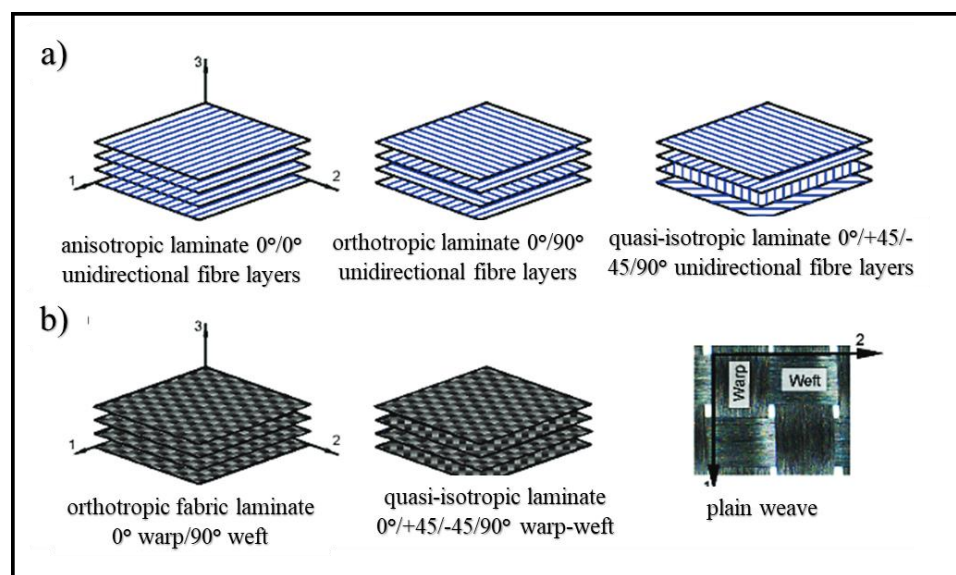 a)
3
1
2
anisotropic laminate 0°/0°
unidirectional fibre layers
orthotropic laminate 0°/90°
unidirectional fibre layers
quasi-isotropic laminate 0°/+45/-
45/90° unidirectional fibre layers
b)
3
1
2
orthotropic fabric laminate
0° warp/90° weft
quasi-isotropic laminate
0°/+45/-45/90° warp-weft
2
Warp
Weft
1
plain weave